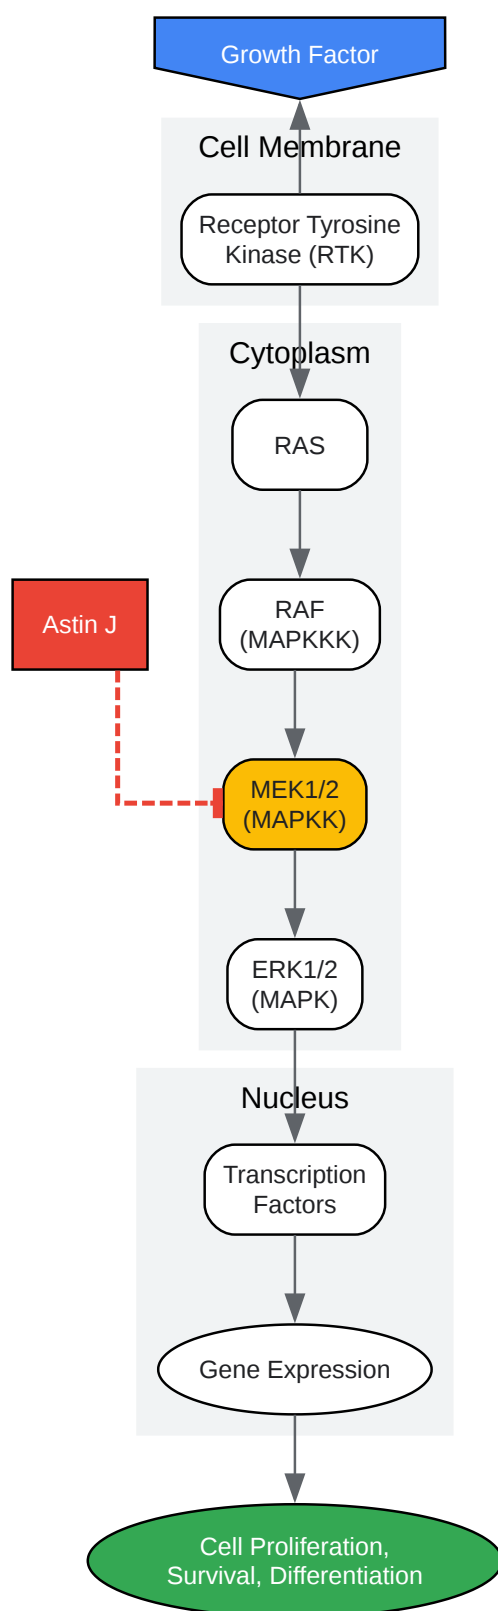 Growth Factor
Cell Membrane
Receptor Tyrosine
Kinase (RTK)
Cytoplasm
RAS
Astin J
RAF
(MAPKKK)
MEK1/2
(MAPKK)
ERK1/2
(MAPK)
Nucleus
Transcription
Factors
Gene Expression
Cell Proliferation,
Survival, Differentiation